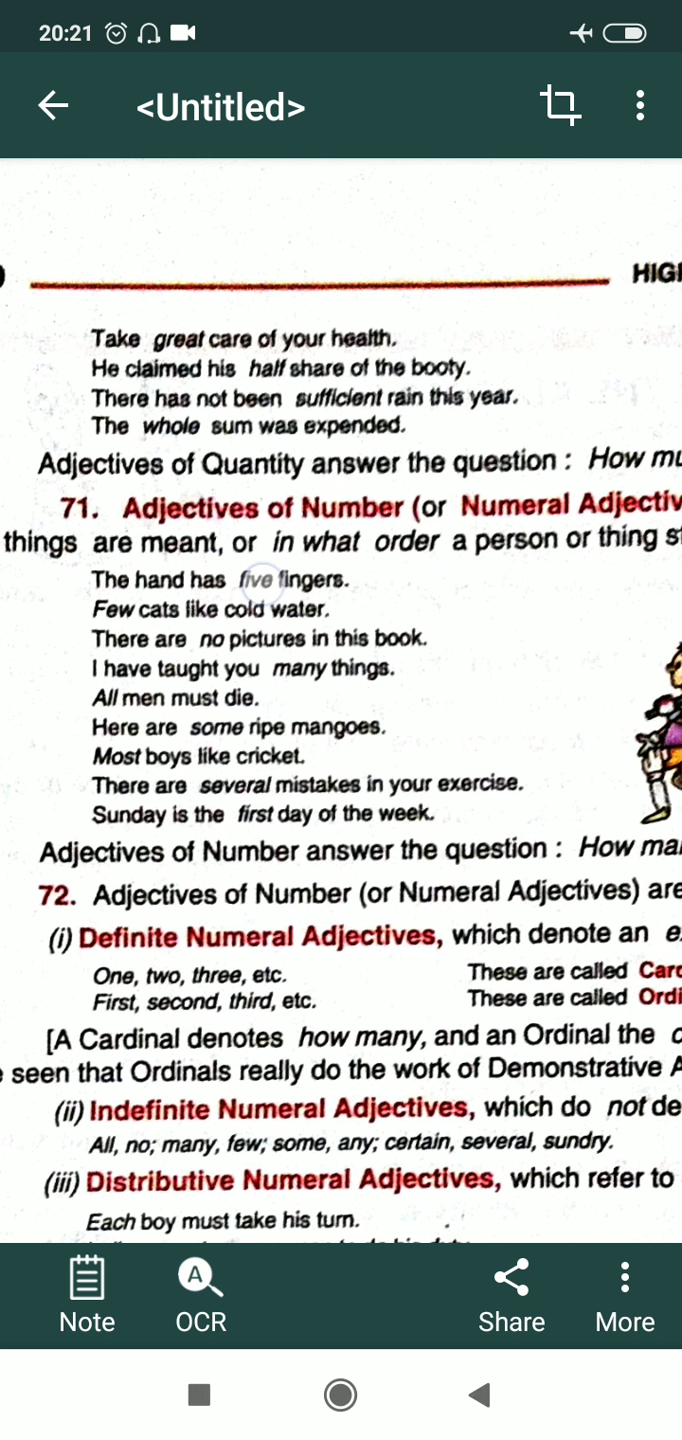 20:21
<Untitled>
HIGH
Take great care of your health.
He claimed his half share of the booty.
There has not been sufficient rain this year.
The whole sum was expended.
Adjectives of Quantity answer the question : How mu
71. Adjectives of Number (or Numeral Adjectiv
things are meant, or in what order a person or thing st
The hand has five fingers.
Few cats like cold water.
There are no pictures in this book.
I have taught you many things.
All men must die.
Here are some ripe mangoes.
Most boys like cricket.
There are several mistakes in your exercise.
Sunday is the first day of the week.
Adjectives of Number answer the question : How man
72. Adjectives of Number (or Numeral Adjectives) are
(i) Definite Numeral Adjectives, which denote an e
One, two, three, etc. These are called Card
First, second, third, etc. These are called Ordi
[A Cardinal denotes how many, and an Ordinal the o
e seen that Ordinals really do the work of Demonstrative A
(ii) Indefinite Numeral Adjectives, which do not de
All, no; many, few; some, any; certain, several, sundry.
(iii) Distributive Numeral Adjectives, which refer to
Each boy must take his turn.
Note OCR Share More